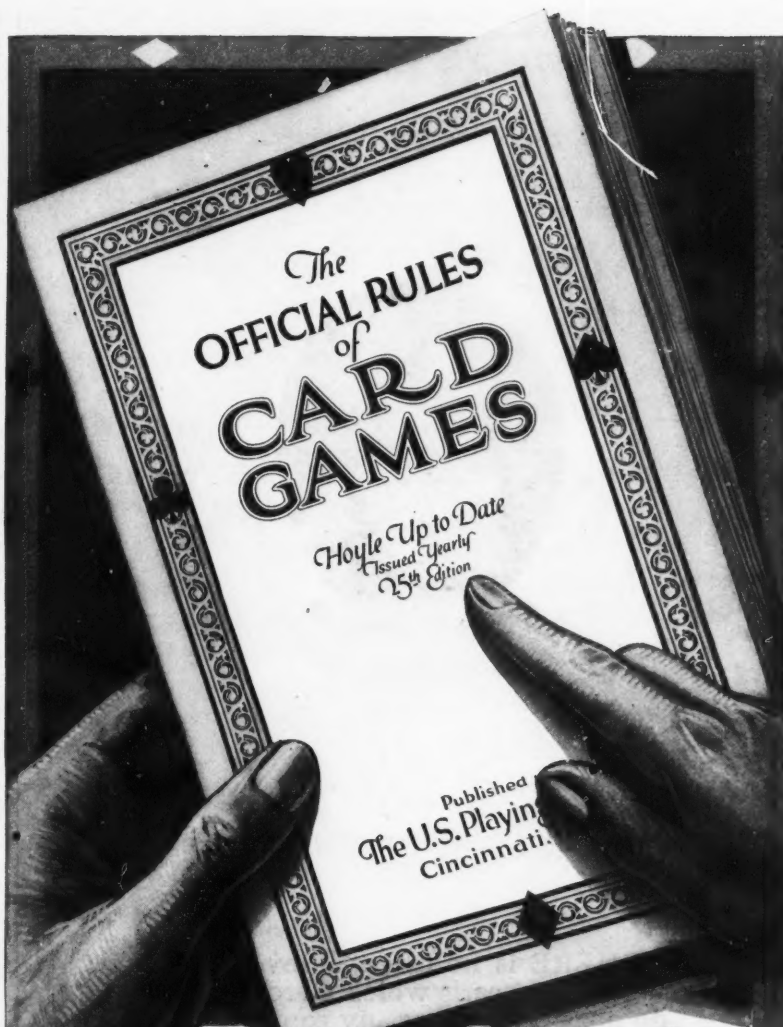 The
OFFICIAL RULES
of
CARD
GAMES
Hoyle Up to Date
Issued Yearly
25th Edition
Published
The U.S. Playing
Cincinnati.